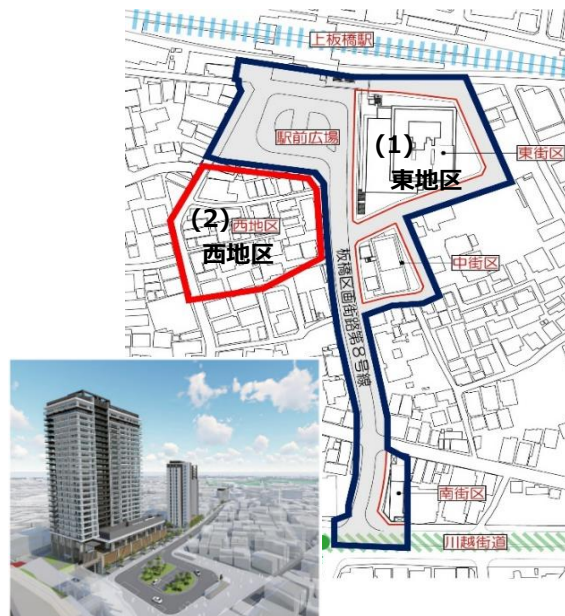 上板橋駅
駅前広場
(1)
東地区
東街区
(2)
西地区
西地区
中街区
板橋区画街路第8号線
南街区
川越街道